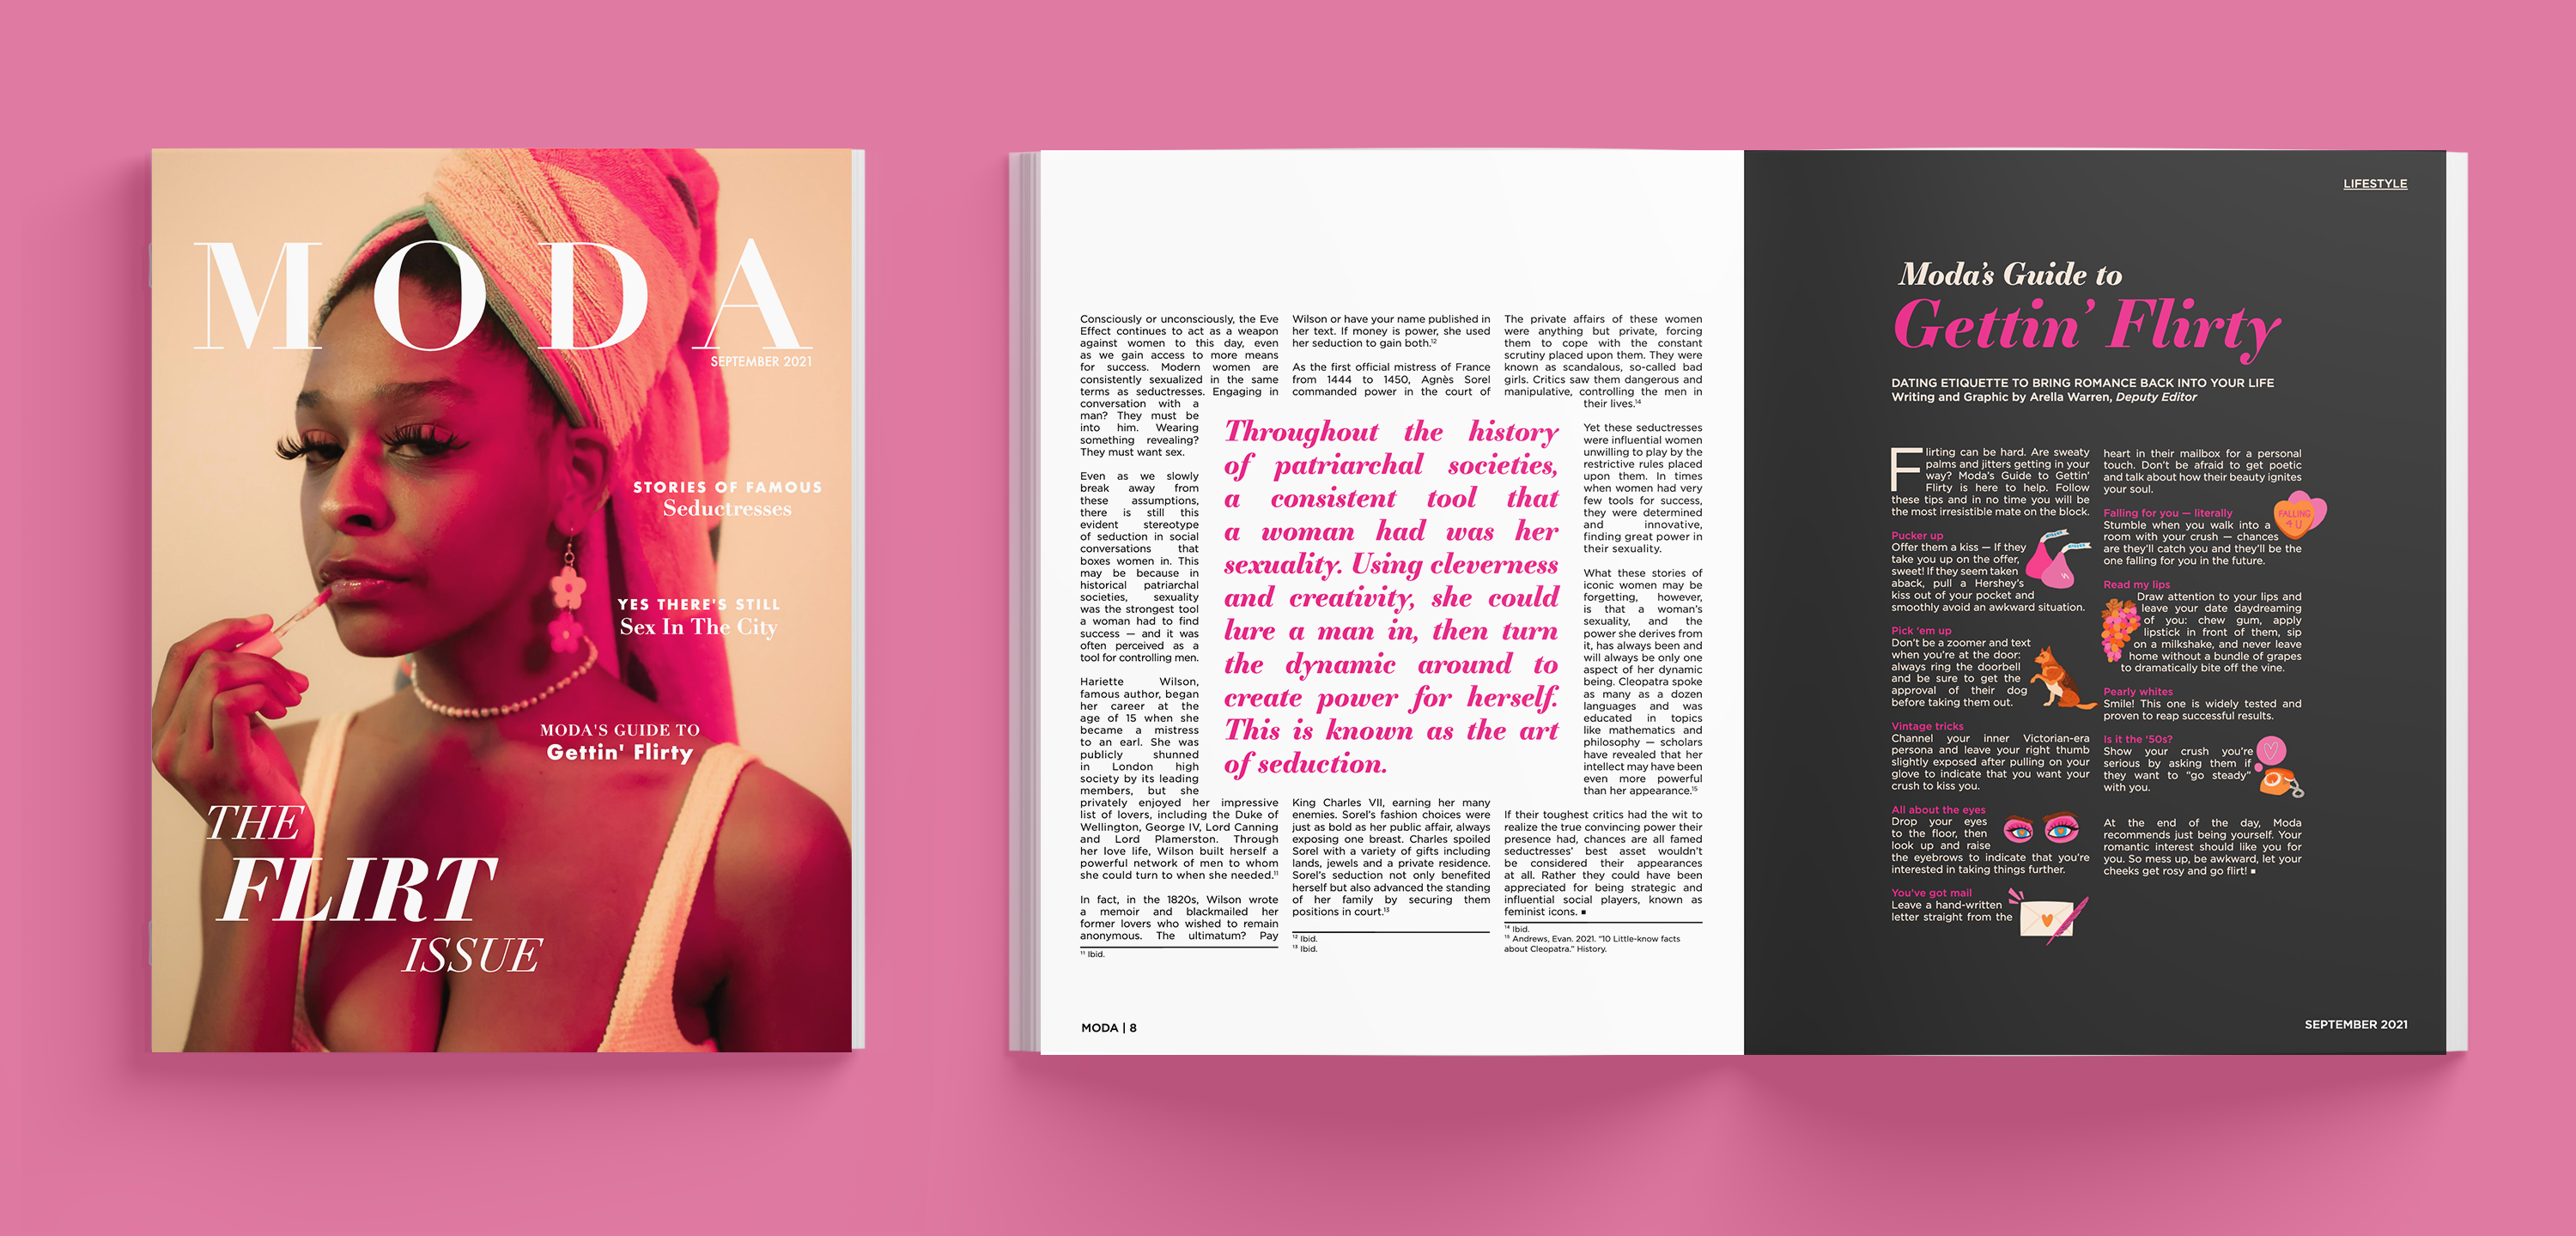 MODA
SEPTEMBER 2021
STORIES OF FAMOUS
Seductresses
YES THERE'S STILL
Sex In The City
MODA'S GUIDE TO
Gettin' Flirty
THE
FLIRT
ISSUE
Consciously or unconsciously, the Eve
Effect continues to act as a weapon
against women to this day, even
as we gain access to more means
for success. Modern women are
consistently sexualized in the same
terms as seductresses. Engaging in
conversation with a
man? They must be
into him. Wearing
something revealing?
They must want sex.
Even as we slowly
break away from
these assumptions,
there is still this
evident stereotype
of seduction in social
conversations that
boxes women in. This
may be because in
historical patriarchal
societies, sexuality
was the strongest tool
a woman had to find
success — and it was
often perceived as a
tool for controlling men.
Hariette Wilson,
famous author, began
her career at the
age of 15 when she
became a mistress
to an earl. She was
publicly shunned
in London high
society by its leading
members, but she
privately enjoyed her impressive
list of lovers, including the Duke of
Wellington, George IV, Lord Canning
and Lord Plamerston. Through
her love life, Wilson built herself a
powerful network of men to whom
she could turn to when she needed.¹¹
In fact, in the 1820s, Wilson wrote
a memoir and blackmailed her
former lovers who wished to remain
anonymous. The ultimatum? Pay
¹¹ Ibid.
Wilson or have your name published in
her text. If money is power, she used
her seduction to gain both.¹²
As the first official mistress of France
from 1444 to 1450, Agnès Sorel
commanded power in the court of
King Charles VII, earning her many
enemies. Sorel's fashion choices were
just as bold as her public affair, always
exposing one breast. Charles spoiled
Sorel with a variety of gifts including
lands, jewels and a private residence.
Sorel's seduction not only benefited
herself but also advanced the standing
of her family by securing them
positions in court.¹³
¹² Ibid.
¹³ Ibid.
Throughout the history
of patriarchal societies,
a consistent tool that
a woman had was her
sexuality. Using cleverness
and creativity, she could
lure a man in, then turn
the dynamic around to
create power for herself.
This is known as the art
of seduction.
The private affairs of these women
were anything but private, forcing
them to cope with the constant
scrutiny placed upon them. They were
known as scandalous, so-called bad
girls. Critics saw them dangerous and
manipulative, controlling the men in
their lives.¹⁴
Yet these seductresses
were influential women
unwilling to play by the
restrictive rules placed
upon them. In times
when women had very
few tools for success,
they were determined
and innovative,
finding great power in
their sexuality.
What these stories of
iconic women may be
forgetting, however,
is that a woman's
sexuality, and the
power she derives from
it, has always been and
will always be only one
aspect of her dynamic
being. Cleopatra spoke
as many as a dozen
languages and was
educated in topics
like mathematics and
philosophy — scholars
have revealed that her
intellect may have been
even more powerful
than her appearance.¹⁵
If their toughest critics had the wit to
realize the true convincing power their
presence had, chances are all famed
seductresses' best asset wouldn't
be considered their appearances
at all. Rather they could have been
appreciated for being strategic and
influential social players, known as
feminist icons. ■
¹⁴ Ibid.
¹⁵ Andrews, Evan. 2021. "10 Little-know facts
about Cleopatra." History.
MODA | 8
LIFESTYLE
Moda's Guide to
Gettin' Flirty
DATING ETIQUETTE TO BRING ROMANCE BACK INTO YOUR LIFE
Writing and Graphic by Arella Warren, Deputy Editor
Flirting can be hard. Are sweaty
palms and jitters getting in your
way? Moda's Guide to Gettin'
Flirty is here to help. Follow
these tips and in no time you will be
the most irresistible mate on the block.
Pucker up
Offer them a kiss — If they
take you up on the offer,
sweet! If they seem taken
aback, pull a Hershey's
kiss out of your pocket and
smoothly avoid an awkward situation.
Pick 'em up
Don't be a zoomer and text
when you're at the door:
always ring the doorbell
and be sure to get the
approval of their dog
before taking them out.
Vintage tricks
Channel your inner Victorian-era
persona and leave your right thumb
slightly exposed after pulling on your
glove to indicate that you want your
crush to kiss you.
All about the eyes
Drop your eyes
to the floor, then
look up and raise
the eyebrows to indicate that you're
interested in taking things further.
You've got mail
Leave a hand-written
letter straight from the
heart in their mailbox for a personal
touch. Don't be afraid to get poetic
and talk about how their beauty ignites
your soul.
Falling for you — literally
Stumble when you walk into a
room with your crush — chances
are they'll catch you and they'll be the
one falling for you in the future.
FALLING
4 U
Read my lips
Draw attention to your lips and
leave your date daydreaming
of you: chew gum, apply
lipstick in front of them, sip
on a milkshake, and never leave
home without a bundle of grapes
to dramatically bite off the vine.
Pearly whites
Smile! This one is widely tested and
proven to reap successful results.
Is it the '50s?
Show your crush you're
serious by asking them if
they want to "go steady"
with you.
At the end of the day, Moda
recommends just being yourself. Your
romantic interest should like you for
you. So mess up, be awkward, let your
cheeks get rosy and go flirt! ■
SEPTEMBER 2021